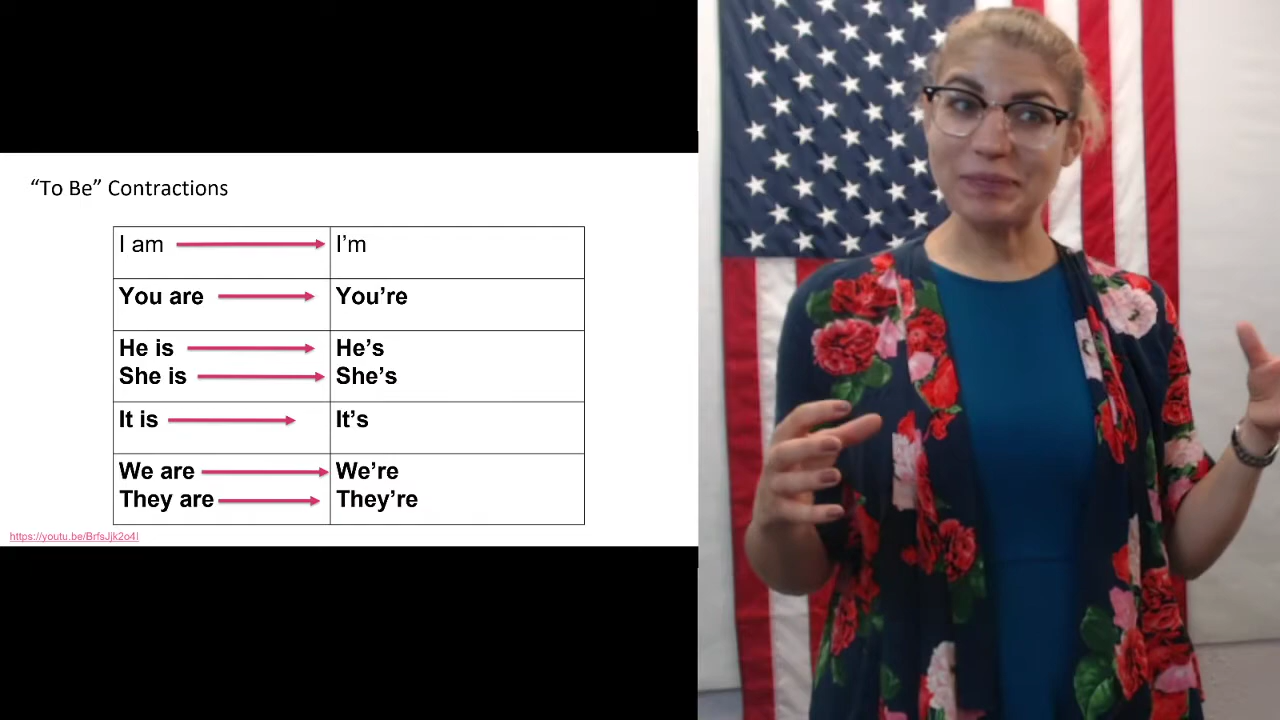 “To Be” Contractions
I am I’m
You are You’re
He is He’s
She is She’s
It is It’s
We are We’re
They are They’re